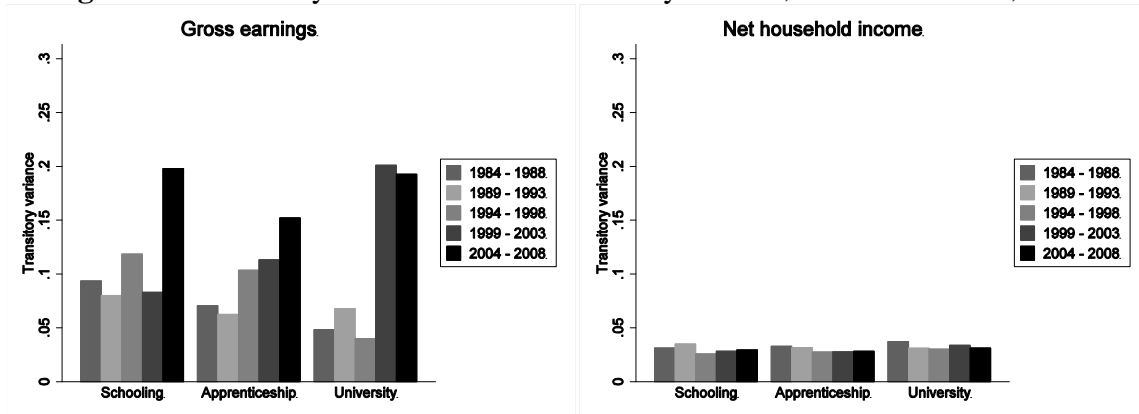 Gross earnings.
Transitory variance
.3
.25
.2
.15
.1
.05
0
Schooling.
Apprenticeship.
University.
1984 - 1988.
1989 - 1993.
1994 - 1998.
1999 - 2003.
2004 - 2008.
Net household income.
Transitory variance
.3
.25
.2
.15
.1
.05
0
Schooling.
Apprenticeship.
University.
1984 - 1988.
1989 - 1993.
1994 - 1998.
1999 - 2003.
2004 - 2008.